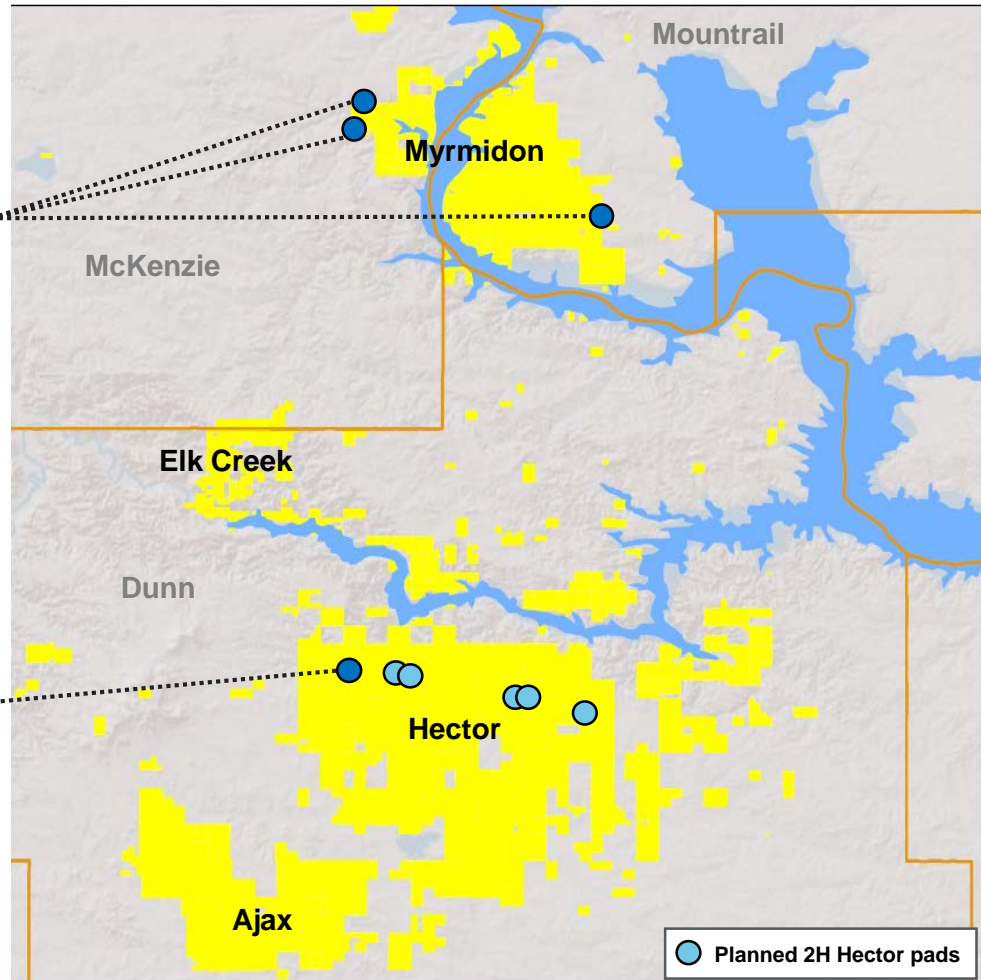 Mountrail
Myrmidon
McKenzie
Elk Creek
Dunn
Hector
Ajax
Planned 2H Hector pads